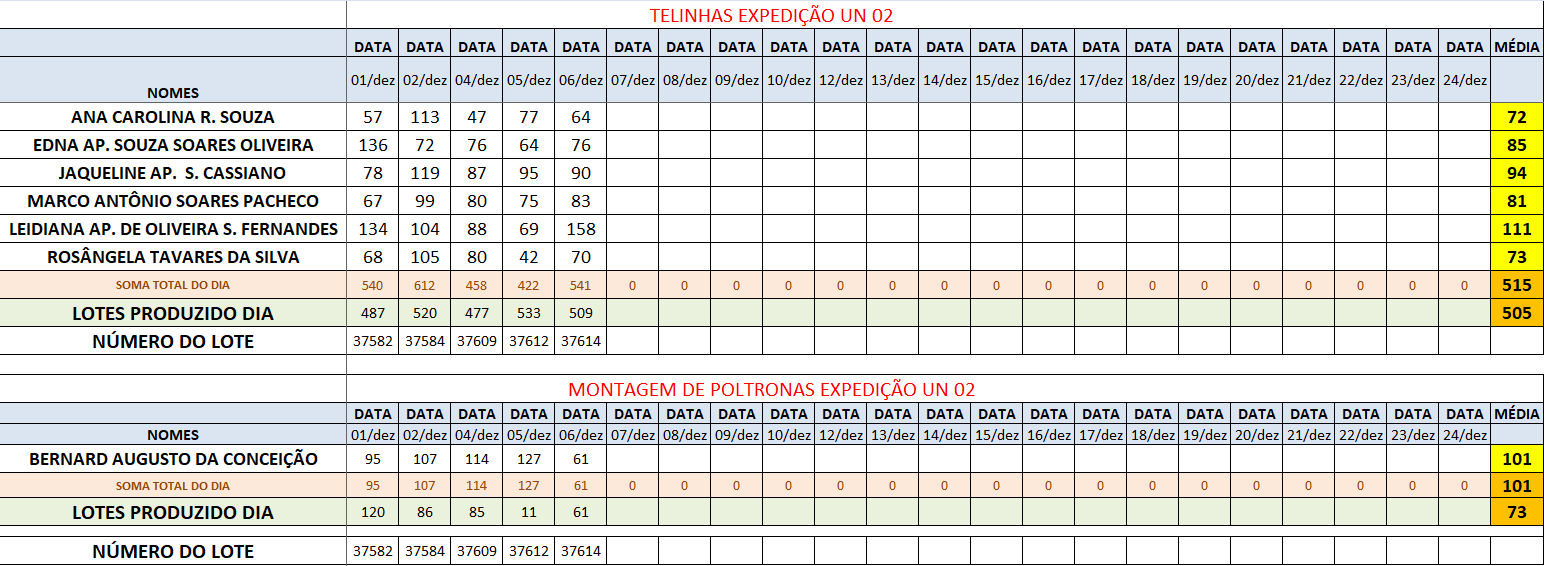 TELINHAS EXPEDIÇÃO UN 02
DATA DATA DATA DATA DATA DATA DATA DATA DATA DATA DATA DATA DATA DATA DATA DATA DATA DATA DATA DATA DATA DATA MÉDIA
NOMES 01/dez 02/dez 04/dez 05/dez 06/dez 07/dez 08/dez 09/dez 10/dez 12/dez 13/dez 14/dez 15/dez 16/dez 17/dez 18/dez 19/dez 20/dez 21/dez 22/dez 23/dez 24/dez
ANA CAROLINA R. SOUZA 57 113 47 77 64 72
EDNA AP. SOUZA SOARES OLIVEIRA 136 72 76 64 76 85
JAQUELINE AP. S. CASSIANO 78 119 87 95 90 94
MARCO ANTÔNIO SOARES PACHECO 67 99 80 75 83 81
LEIDIANA AP. DE OLIVEIRA S. FERNANDES 134 104 88 69 158 111
ROSÂNGELA TAVARES DA SILVA 68 105 80 42 70 73
SOMA TOTAL DO DIA 540 612 458 422 541 0 0 0 0 0 0 0 0 0 0 0 0 0 0 0 0 0 515
LOTES PRODUZIDO DIA 487 520 477 533 509 505
NÚMERO DO LOTE 37582 37584 37609 37612 37614
MONTAGEM DE POLTRONAS EXPEDIÇÃO UN 02
DATA DATA DATA DATA DATA DATA DATA DATA DATA DATA DATA DATA DATA DATA DATA DATA DATA DATA DATA DATA DATA DATA MÉDIA
NOMES 01/dez 02/dez 04/dez 05/dez 06/dez 07/dez 08/dez 09/dez 10/dez 12/dez 13/dez 14/dez 15/dez 16/dez 17/dez 18/dez 19/dez 20/dez 21/dez 22/dez 23/dez 24/dez
BERNARD AUGUSTO DA CONCEIÇÃO 95 107 114 127 61 101
SOMA TOTAL DO DIA 95 107 114 127 61 0 0 0 0 0 0 0 0 0 0 0 0 0 0 0 0 0 101
LOTES PRODUZIDO DIA 120 86 85 11 61 73
NÚMERO DO LOTE 37582 37584 37609 37612 37614